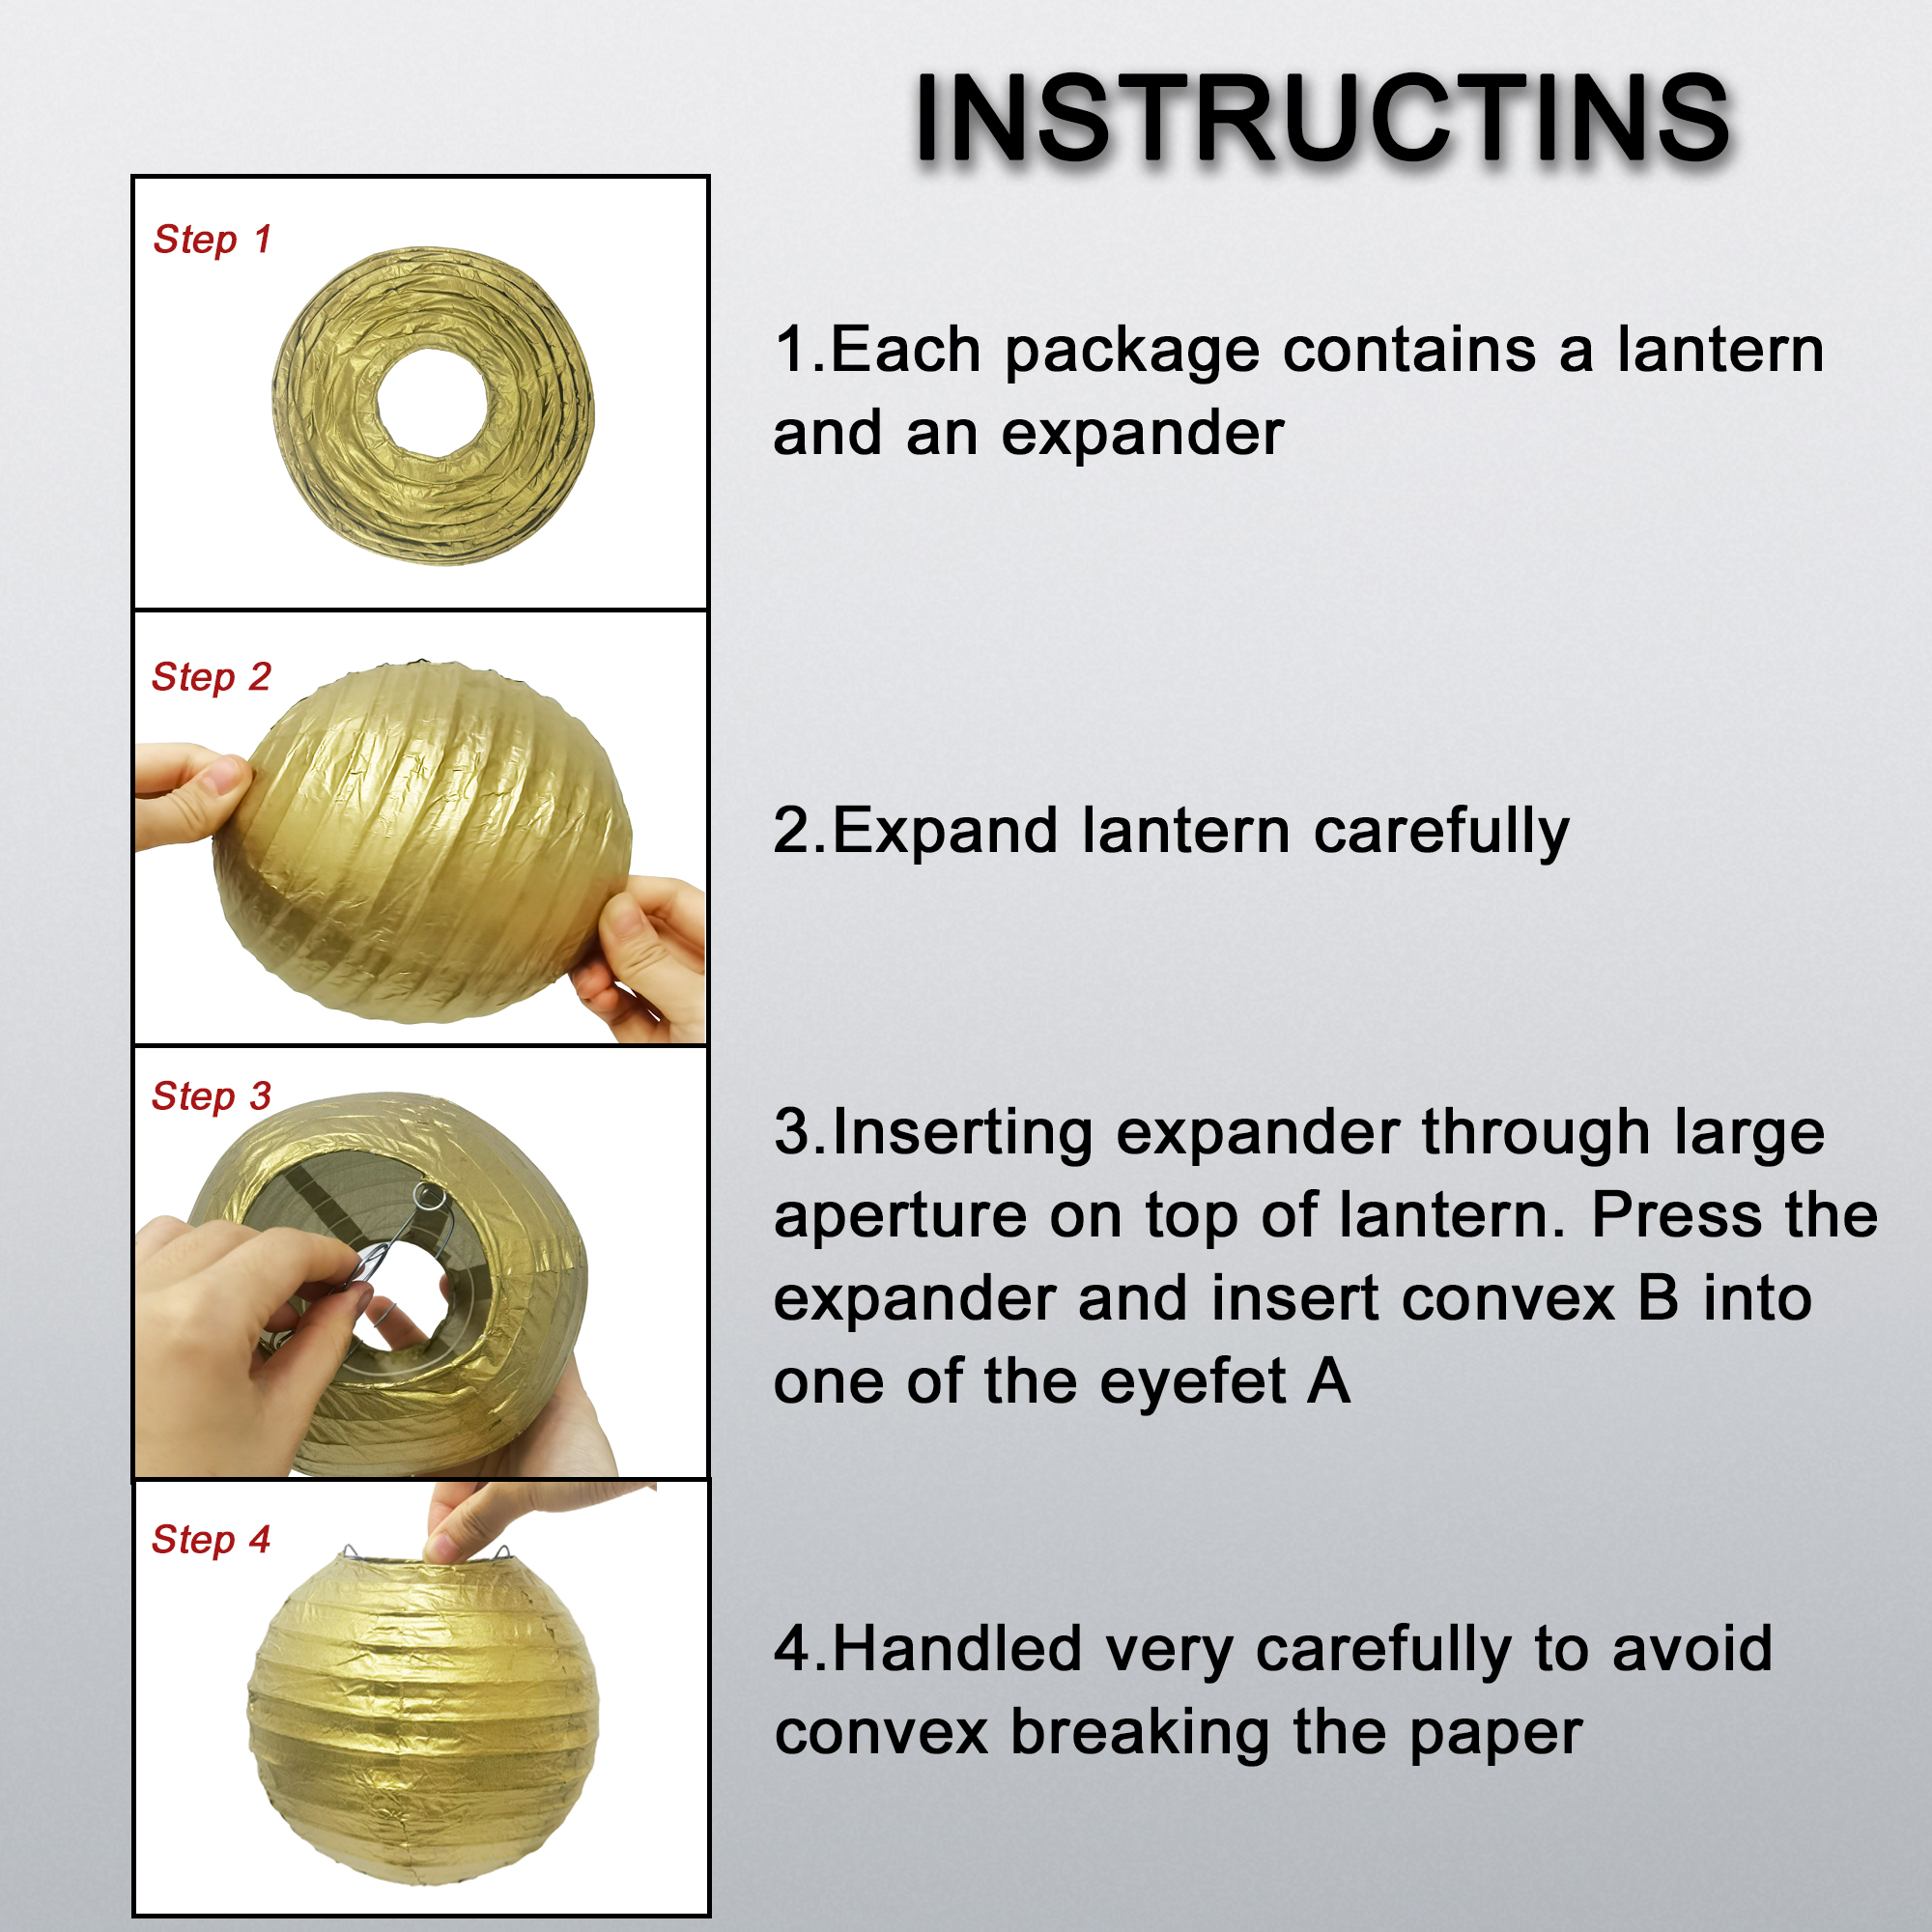 INSTRUCTINS
Step 1
1.Each package contains a lantern
and an expander
Step 2
2.Expand lantern carefully
Step 3
3.Inserting expander through large
aperture on top of lantern. Press the
expander and insert convex B into
one of the eyefet A
Step 4
4.Handled very carefully to avoid
convex breaking the paper